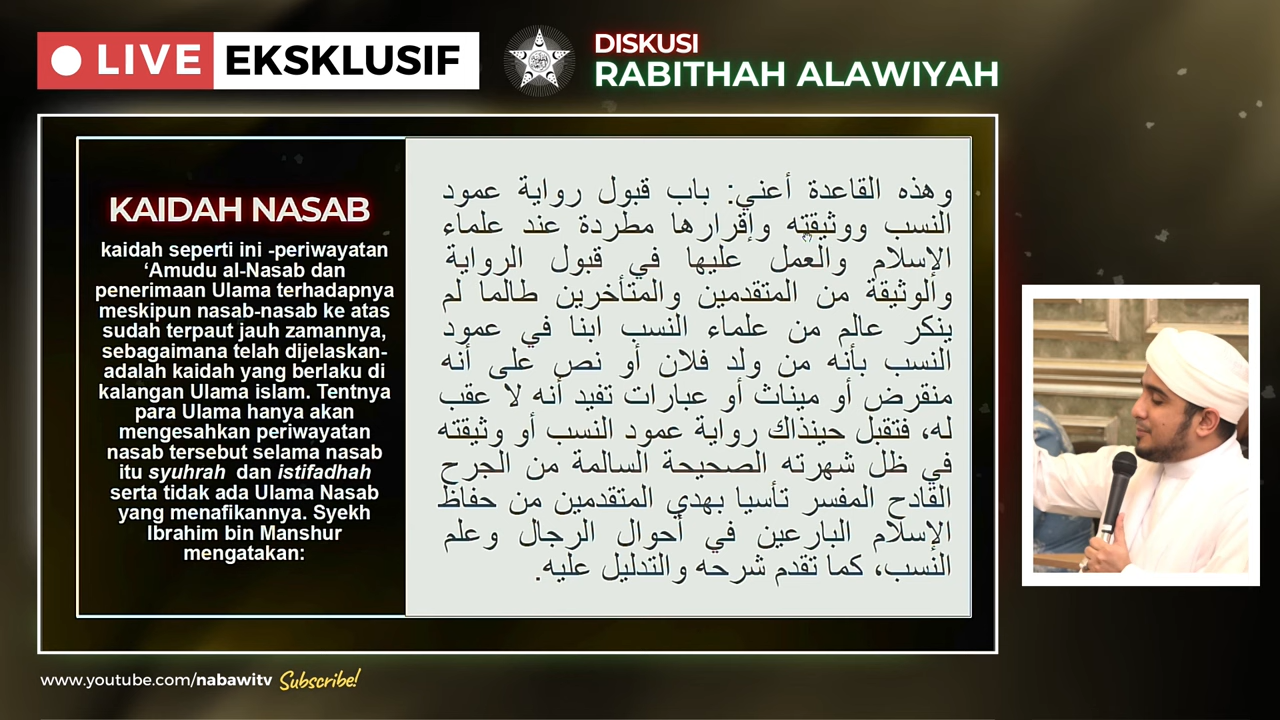 LIVE EKSKLUSIF
DISKUSI
RABITHAH ALAWIYAH
KAIDAH NASAB
kaidah seperti ini -periwayatan
‘Amudu al-Nasab dan
penerimaan Ulama terhadapnya
meskipun nasab-nasab ke atas
sudah terpaut jauh zamannya,
sebagaimana telah dijelaskan-
adalah kaidah yang berlaku di
kalangan Ulama islam. Tentnya
para Ulama hanya akan
mengesahkan periwayatan
nasab tersebut selama nasab
itu syuhrah dan istifadhah
serta tidak ada Ulama Nasab
yang menafikannya. Syekh
Ibrahim bin Manshur
mengatakan:
وهذه القاعدة أعني: باب قبول رواية عمود
النسب ووثيقته وإقرارها مطردة عند علماء
الإسلام والعمل عليها في قبول الرواية
والوثيقة من المتقدمين والمتأخرين طالما لم
ينكر عالم من علماء النسب ابنا في عمود
النسب بأنه من ولد فلان أو نص على أنه
منقرض أو ميناث أو عبارات تفيد أنه لا عقب
له، فتقبل حينذاك رواية عمود النسب أو وثيقته
في ظل شهرته الصحيحة السالمة من الجرح
القادح المفسر تأسيا بهدي المتقدمين من حفاظ
الإسلام البارعين في أحوال الرجال وعلم
النسب، كما تقدم شرحه والتدليل عليه.
www.youtube.com/nabawitv Subscribe!